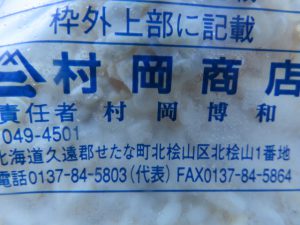 枠外上部に記載
村岡商店
責任者 村岡博和
049-4501
北海道久遠郡せたな町北桧山区北桧山1番地
電話0137-84-5803(代表) FAX0137-84-5864